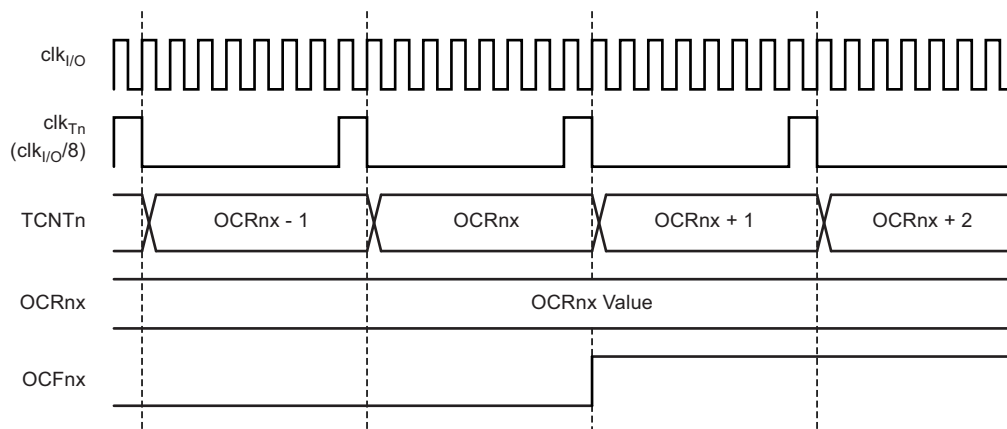 clkI/O
clkTn
(clkI/O/8)
TCNTn
OCRnx - 1
OCRnx
OCRnx + 1
OCRnx + 2
OCRnx
OCRnx Value
OCFnx